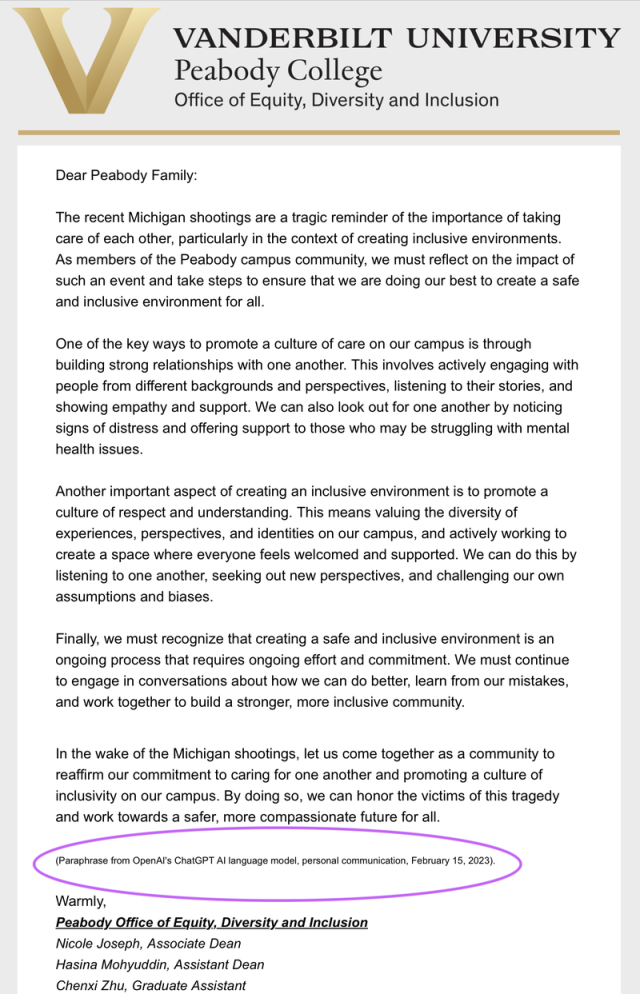 VANDERBILT UNIVERSITY
Peabody College
Office of Equity, Diversity and Inclusion
Dear Peabody Family:
The recent Michigan shootings are a tragic reminder of the importance of taking
care of each other, particularly in the context of creating inclusive environments.
As members of the Peabody campus community, we must reflect on the impact of
such an event and take steps to ensure that we are doing our best to create a safe
and inclusive environment for all.
One of the key ways to promote a culture of care on our campus is through
building strong relationships with one another. This involves actively engaging with
people from different backgrounds and perspectives, listening to their stories, and
showing empathy and support. We can also look out for one another by noticing
signs of distress and offering support to those who may be struggling with mental
health issues.
Another important aspect of creating an inclusive environment is to promote a
culture of respect and understanding. This means valuing the diversity of
experiences, perspectives, and identities on our campus, and actively working to
create a space where everyone feels welcomed and supported. We can do this by
listening to one another, seeking out new perspectives, and challenging our own
assumptions and biases.
Finally, we must recognize that creating a safe and inclusive environment is an
ongoing process that requires ongoing effort and commitment. We must continue
to engage in conversations about how we can do better, learn from our mistakes,
and work together to build a stronger, more inclusive community.
In the wake of the Michigan shootings, let us come together as a community to
reaffirm our commitment to caring for one another and promoting a culture of
inclusivity on our campus. By doing so, we can honor the victims of this tragedy
and work towards a safer, more compassionate future for all.
(Paraphrase from OpenAI's ChatGPT AI language model, personal communication, February 15, 2023).
Warmly,
Peabody Office of Equity, Diversity and Inclusion
Nicole Joseph, Associate Dean
Hasina Mohyuddin, Assistant Dean
Chenxi Zhu, Graduate Assistant